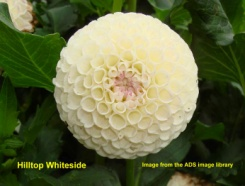 Hilltop Whiteside
Image from the ADS image library